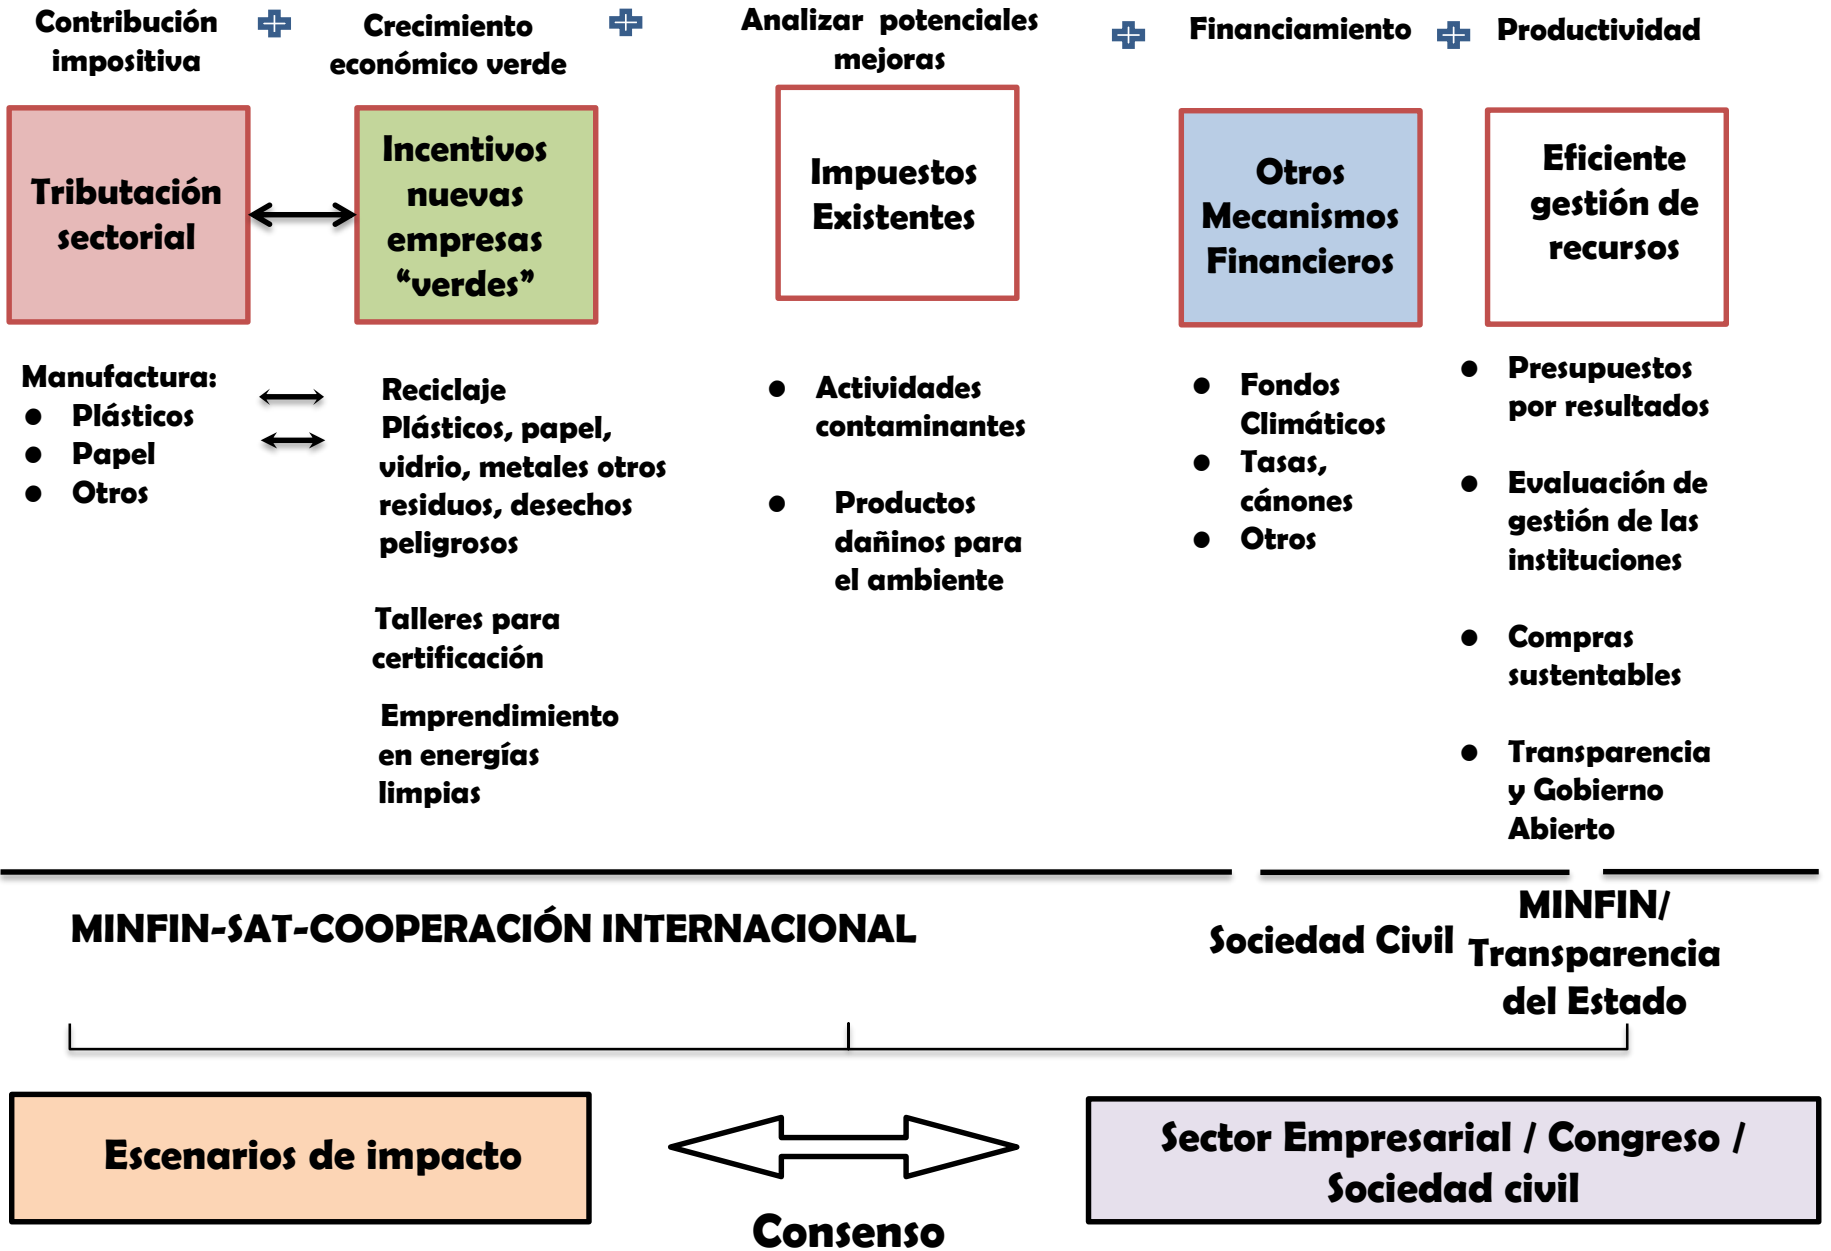 Contribución
impositiva
Crecimiento
económico verde
Analizar potenciales
mejoras
Financiamiento
Productividad
Tributación
sectorial
Incentivos
nuevas
empresas
“verdes”
Impuestos
Existentes
Otros
Mecanismos
Financieros
Eficiente
gestión de
recursos
Manufactura:
● Plásticos
● Papel
● Otros
Reciclaje
Plásticos, papel,
vidrio, metales otros
residuos, desechos
peligrosos
Talleres para
certificación
Emprendimiento
en energías
limpias
● Actividades
contaminantes
● Productos
dañinos para
el ambiente
● Fondos
Climáticos
● Tasas,
cánones
● Otros
● Presupuestos
por resultados
● Evaluación de
gestión de las
instituciones
● Compras
sustentables
● Transparencia
y Gobierno
Abierto
MINFIN-SAT-COOPERACIÓN INTERNACIONAL
Sociedad Civil
MINFIN/
Transparencia
del Estado
Escenarios de impacto
Consenso
Sector Empresarial / Congreso /
Sociedad civil